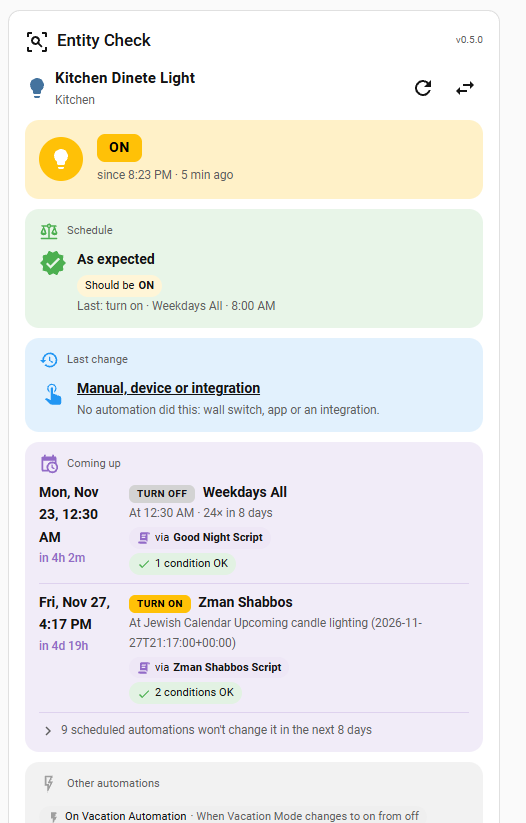 Entity Check
v0.5.0
Kitchen Dinete Light
Kitchen
ON
since 8:23 PM · 5 min ago
Schedule
As expected
Should be ON
Last: turn on · Weekdays All · 8:00 AM
Last change
Manual, device or integration
No automation did this: wall switch, app or an integration.
Coming up
Mon, Nov
23, 12:30
AM
in 4h 2m
TURN OFF Weekdays All
At 12:30 AM · 24× in 8 days
via Good Night Script
1 condition OK
Fri, Nov 27,
4:17 PM
in 4d 19h
TURN ON Zman Shabbos
At Jewish Calendar Upcoming candle lighting (2026-11-
27T21:17:00+00:00)
via Zman Shabbos Script
2 conditions OK
9 scheduled automations won't change it in the next 8 days
Other automations
On Vacation Automation · When Vacation Mode changes to on from off